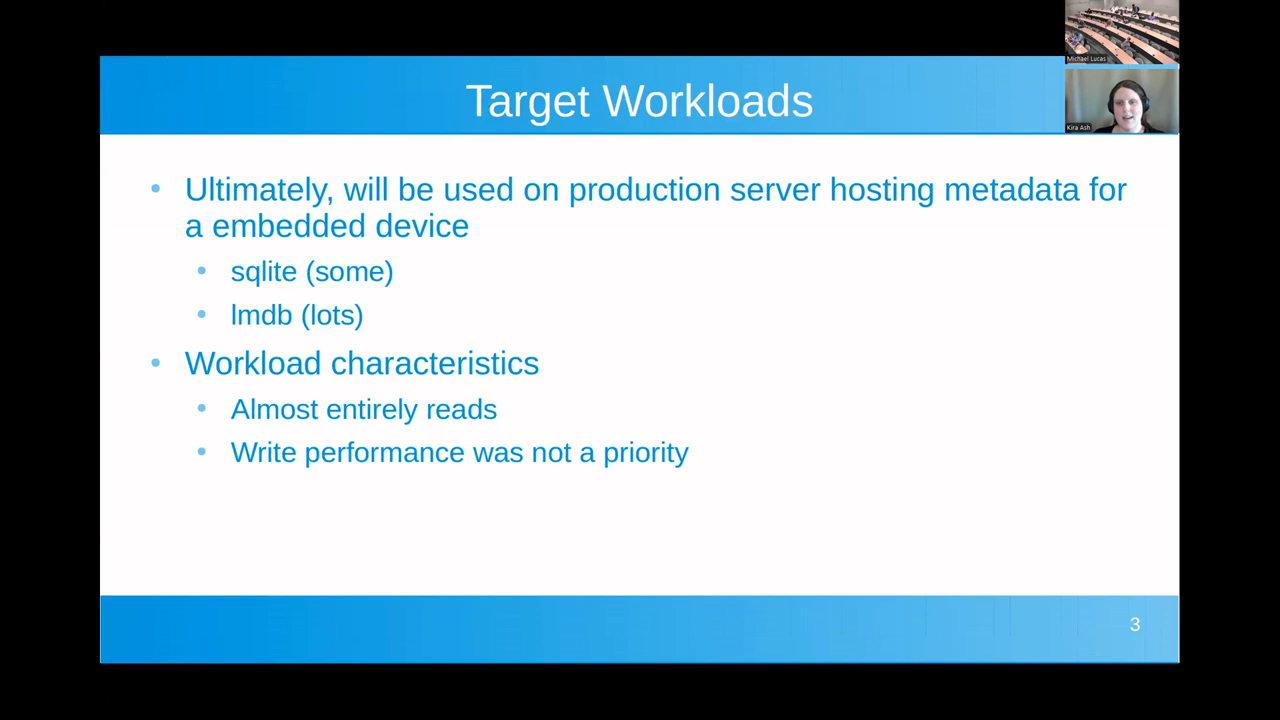 Target Workloads
Michael Lucas
Kira Ash
Ultimately, will be used on production server hosting metadata for
a embedded device
sqlite (some)
lmdb (lots)
Workload characteristics
Almost entirely reads
Write performance was not a priority
3